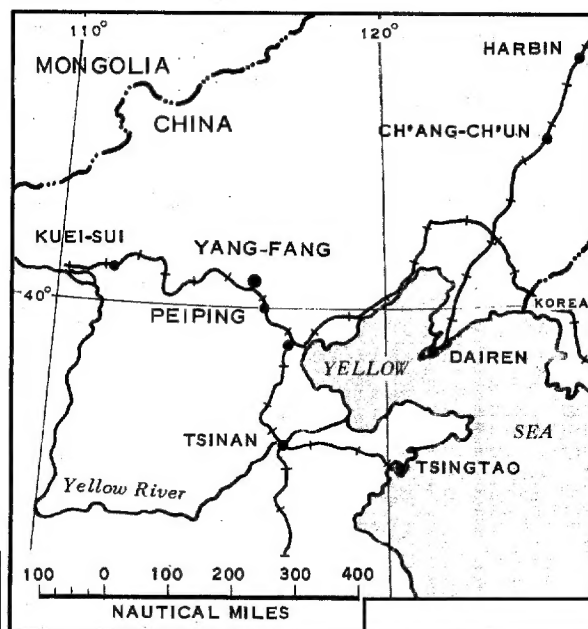 110°
120°
HARBIN
MONGOLIA
CHINA
CH'ANG-CH'UN
KUEI-SUI
YANG-FANG
40°
PEIPING
KOREA
YELLOW
DAIREN
SEA
TSINAN
TSINGTAO
Yellow River
100 0 100 200 300 400
NAUTICAL MILES